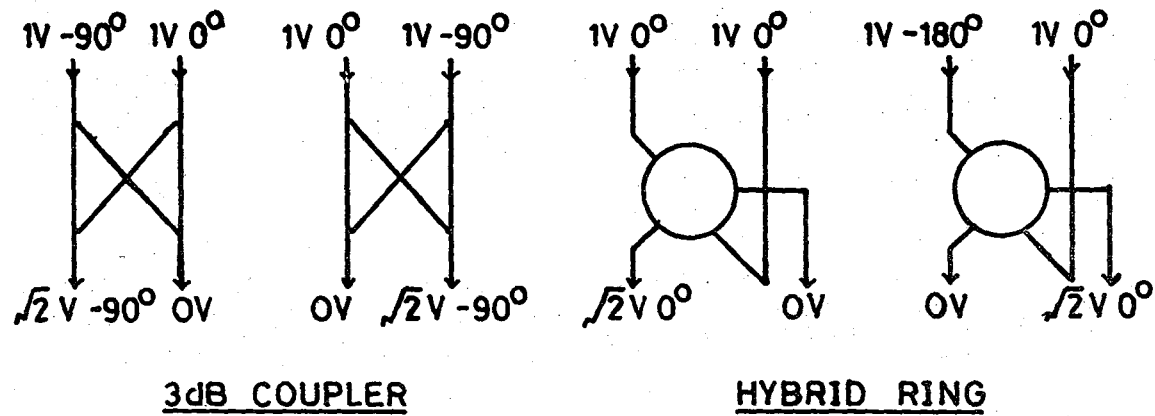 1V -90° 1V 0° 1V 0° 1V -90° 1V 0° 1V 0° 1V -180° 1V 0°
√2 V -90° 0V 0V √2 V -90° √2 V 0° 0V 0V √2 V 0°
3dB COUPLER HYBRID RING